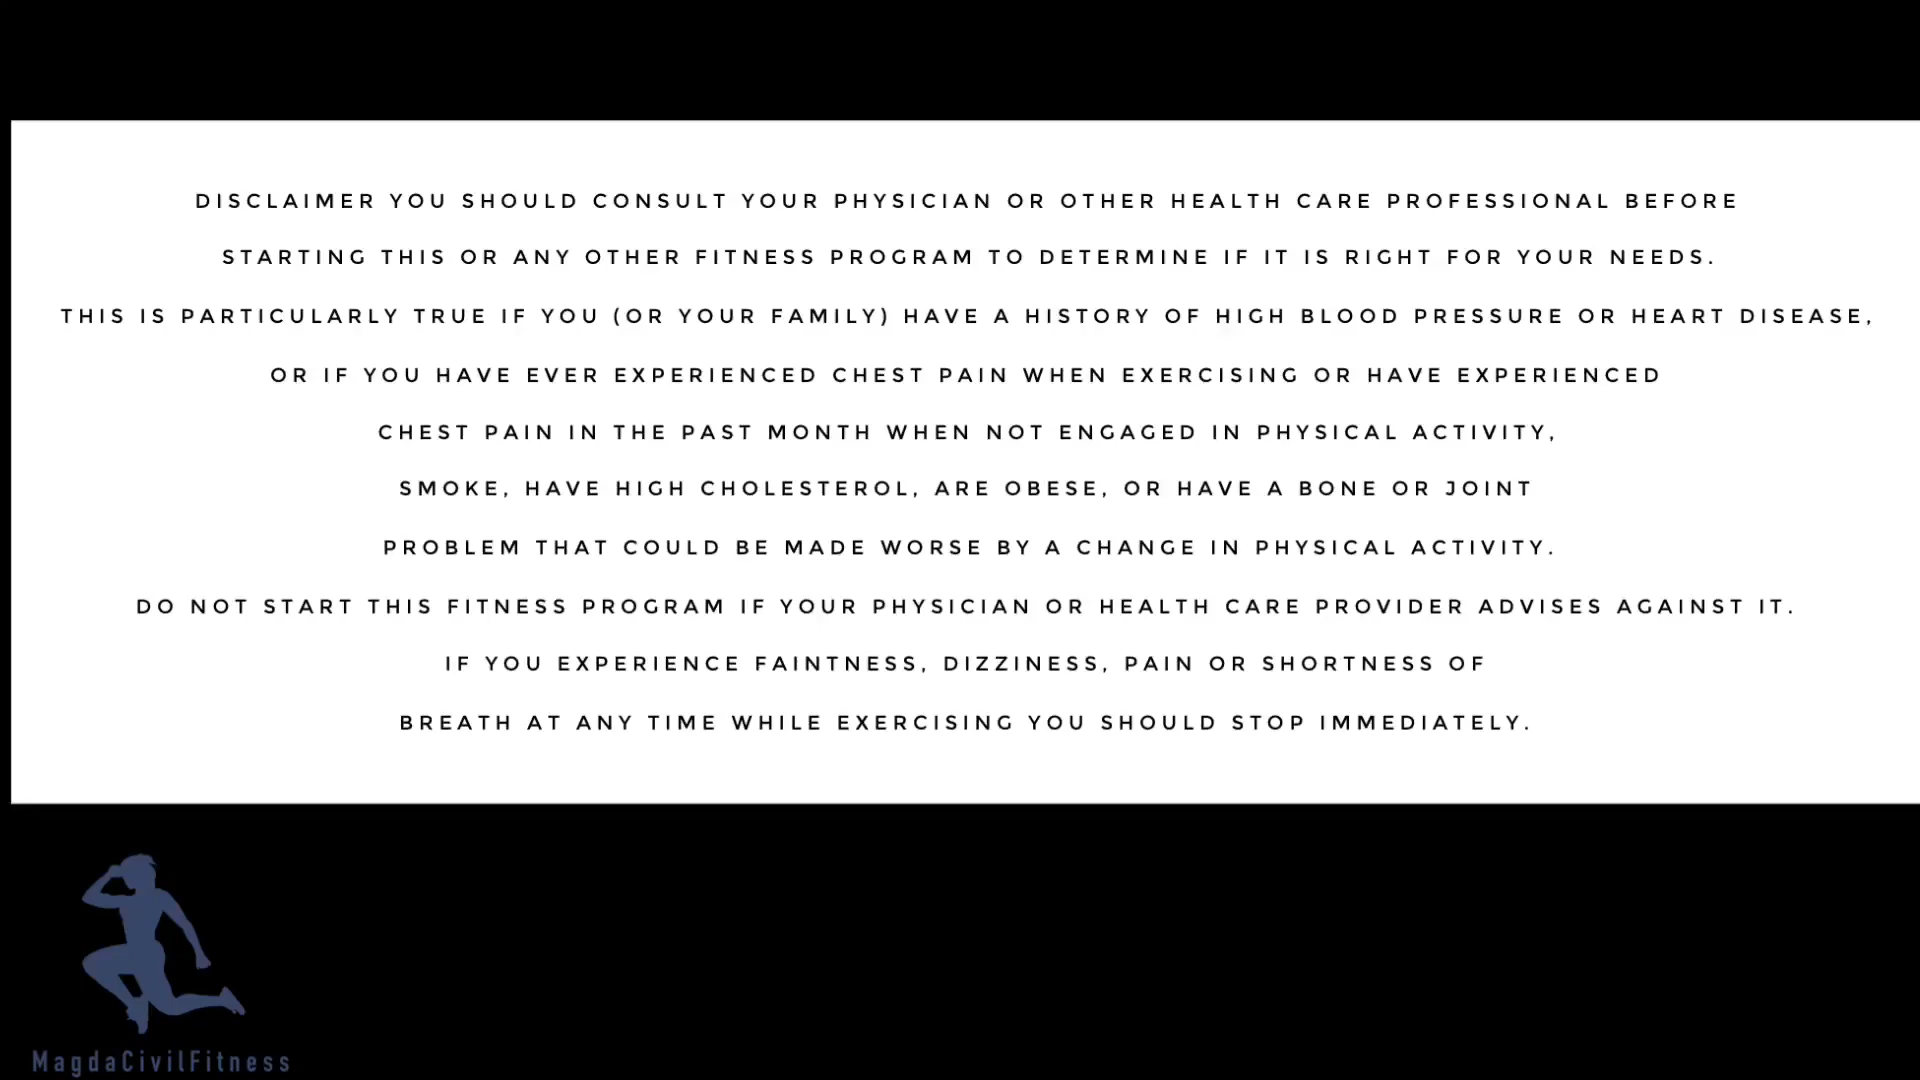 DISCLAIMER YOU SHOULD CONSULT YOUR PHYSICIAN OR OTHER HEALTH CARE PROFESSIONAL BEFORE
STARTING THIS OR ANY OTHER FITNESS PROGRAM TO DETERMINE IF IT IS RIGHT FOR YOUR NEEDS.
THIS IS PARTICULARLY TRUE IF YOU (OR YOUR FAMILY) HAVE A HISTORY OF HIGH BLOOD PRESSURE OR HEART DISEASE,
OR IF YOU HAVE EVER EXPERIENCED CHEST PAIN WHEN EXERCISING OR HAVE EXPERIENCED
CHEST PAIN IN THE PAST MONTH WHEN NOT ENGAGED IN PHYSICAL ACTIVITY,
SMOKE, HAVE HIGH CHOLESTEROL, ARE OBESE, OR HAVE A BONE OR JOINT
PROBLEM THAT COULD BE MADE WORSE BY A CHANGE IN PHYSICAL ACTIVITY.
DO NOT START THIS FITNESS PROGRAM IF YOUR PHYSICIAN OR HEALTH CARE PROVIDER ADVISES AGAINST IT.
IF YOU EXPERIENCE FAINTNESS, DIZZINESS, PAIN OR SHORTNESS OF
BREATH AT ANY TIME WHILE EXERCISING YOU SHOULD STOP IMMEDIATELY.
MagdaCivilFitness